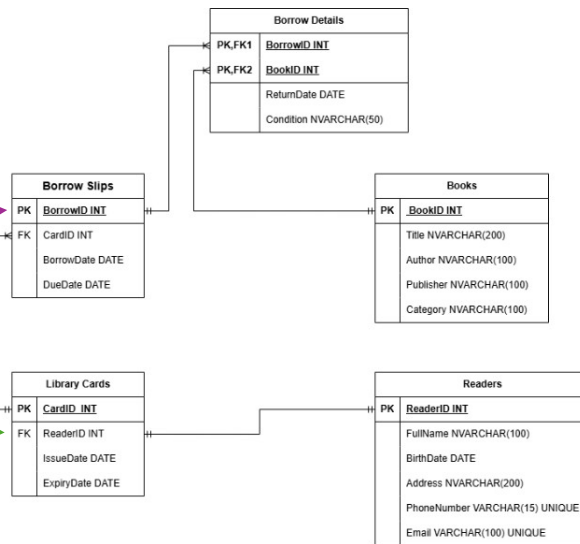 Borrow Details
PK,FK1 BorrowID INT
PK,FK2 BookID INT
ReturnDate DATE
Condition NVARCHAR(50)
Borrow Slips
PK BorrowID INT
FK CardID INT
BorrowDate DATE
DueDate DATE
Books
PK BookID INT
Title NVARCHAR(200)
Author NVARCHAR(100)
Publisher NVARCHAR(100)
Category NVARCHAR(100)
Library Cards
PK CardID INT
FK ReaderID INT
IssueDate DATE
ExpiryDate DATE
Readers
PK ReaderID INT
FullName NVARCHAR(100)
BirthDate DATE
Address NVARCHAR(200)
PhoneNumber VARCHAR(15) UNIQUE
Email VARCHAR(100) UNIQUE